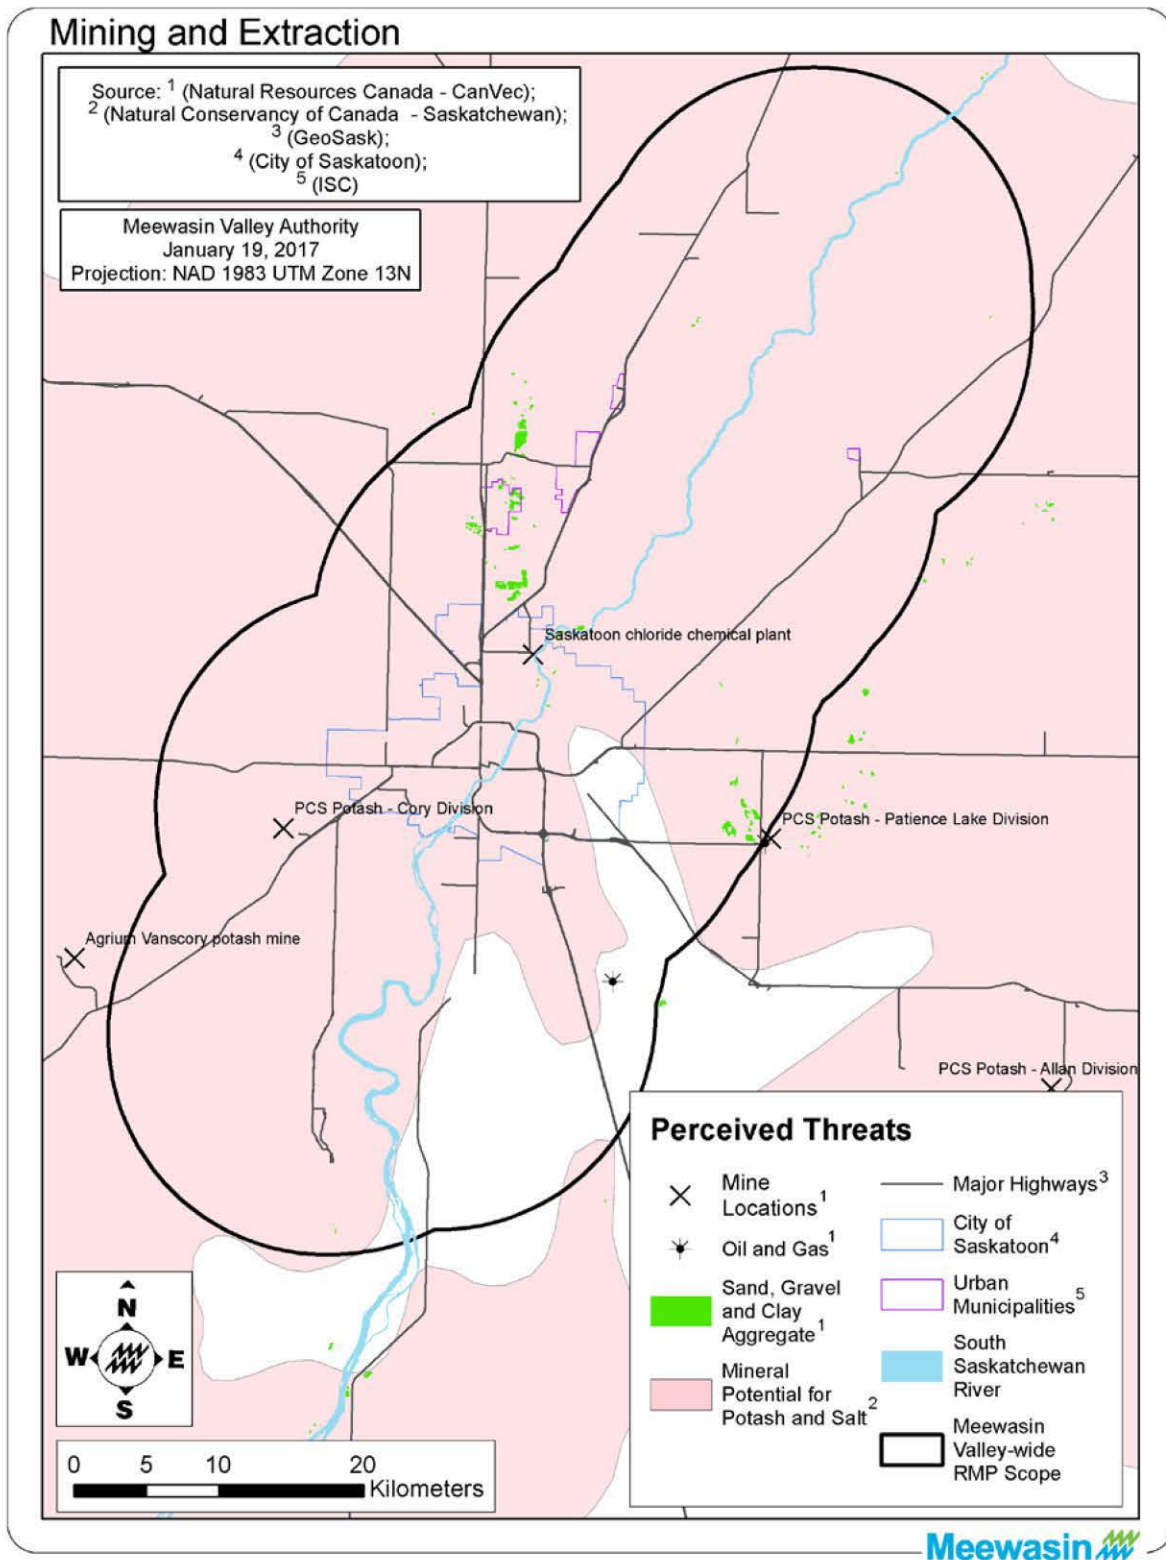 Mining and Extraction
Source: ¹ (Natural Resources Canada - CanVec);
² (Natural Conservancy of Canada - Saskatchewan);
³ (GeoSask);
⁴ (City of Saskatoon);
⁵ (ISC)
Meewasin Valley Authority
January 19, 2017
Projection: NAD 1983 UTM Zone 13N
Saskatoon chloride chemical plant
PCS Potash - Cory Division
PCS Potash - Patience Lake Division
Agrium Vanscory potash mine
PCS Potash - Allan Division
Perceived Threats
Mine
Locations¹
Oil and Gas¹
Sand, Gravel
and Clay
Aggregate¹
Mineral
Potential for
Potash and Salt²
Major Highways³
City of
Saskatoon⁴
Urban
Municipalities⁵
South
Saskatchewan
River
Meewasin
Valley-wide
RMP Scope
N
W E
S
0 5 10 20
Kilometers
Meewasin